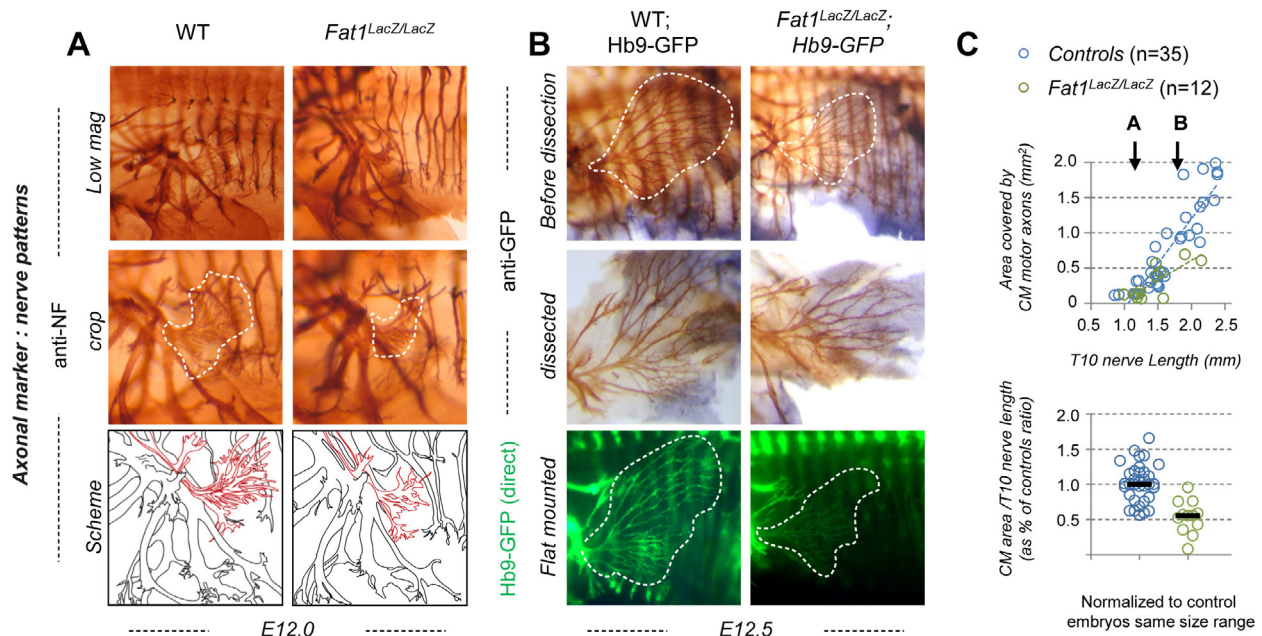 A
WT
Fat1LacZ/LacZ
Axonal marker : nerve patterns
anti-NF
Low mag
crop
Scheme
E12.0
B
WT;
Hb9-GFP
Fat1LacZ/LacZ;
Hb9-GFP
anti-GFP
Hb9-GFP (direct)
Before dissection
dissected
Flat mounted
E12.5
C
Controls (n=35)
Fat1LacZ/LacZ (n=12)
A
B
Area covered by
CM motor axons (mm²)
2.0
1.5
1.0
0.5
0
0.5
1.0
1.5
2.0
2.5
T10 nerve Length (mm)
CM area /T10 nerve length
(as % of controls ratio)
2.0
1.5
1.0
0.5
Normalized to control
embryos same size range